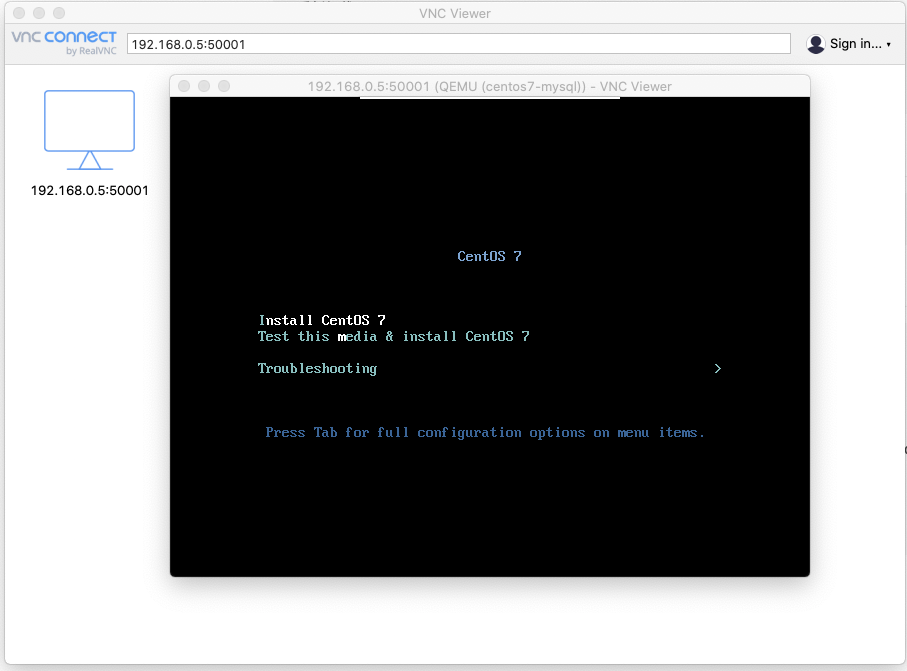 VNC Viewer
vnc connect
by RealVNC
192.168.0.5:50001
Sign in...
192.168.0.5:50001 (QEMU (centos7-mysql)) - VNC Viewer
192.168.0.5:50001
CentOS 7
Install CentOS 7
Test this media & install CentOS 7
Troubleshooting >
Press Tab for full configuration options on menu items.